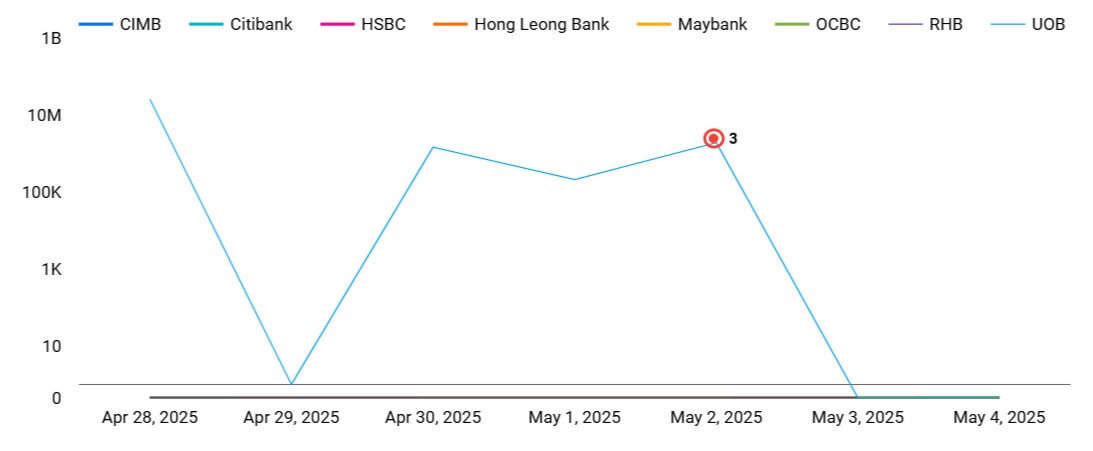 CIMB Citibank HSBC Hong Leong Bank Maybank OCBC RHB UOB
1B
10M
3
100K
1K
10
0
Apr 28, 2025 Apr 29, 2025 Apr 30, 2025 May 1, 2025 May 2, 2025 May 3, 2025 May 4, 2025